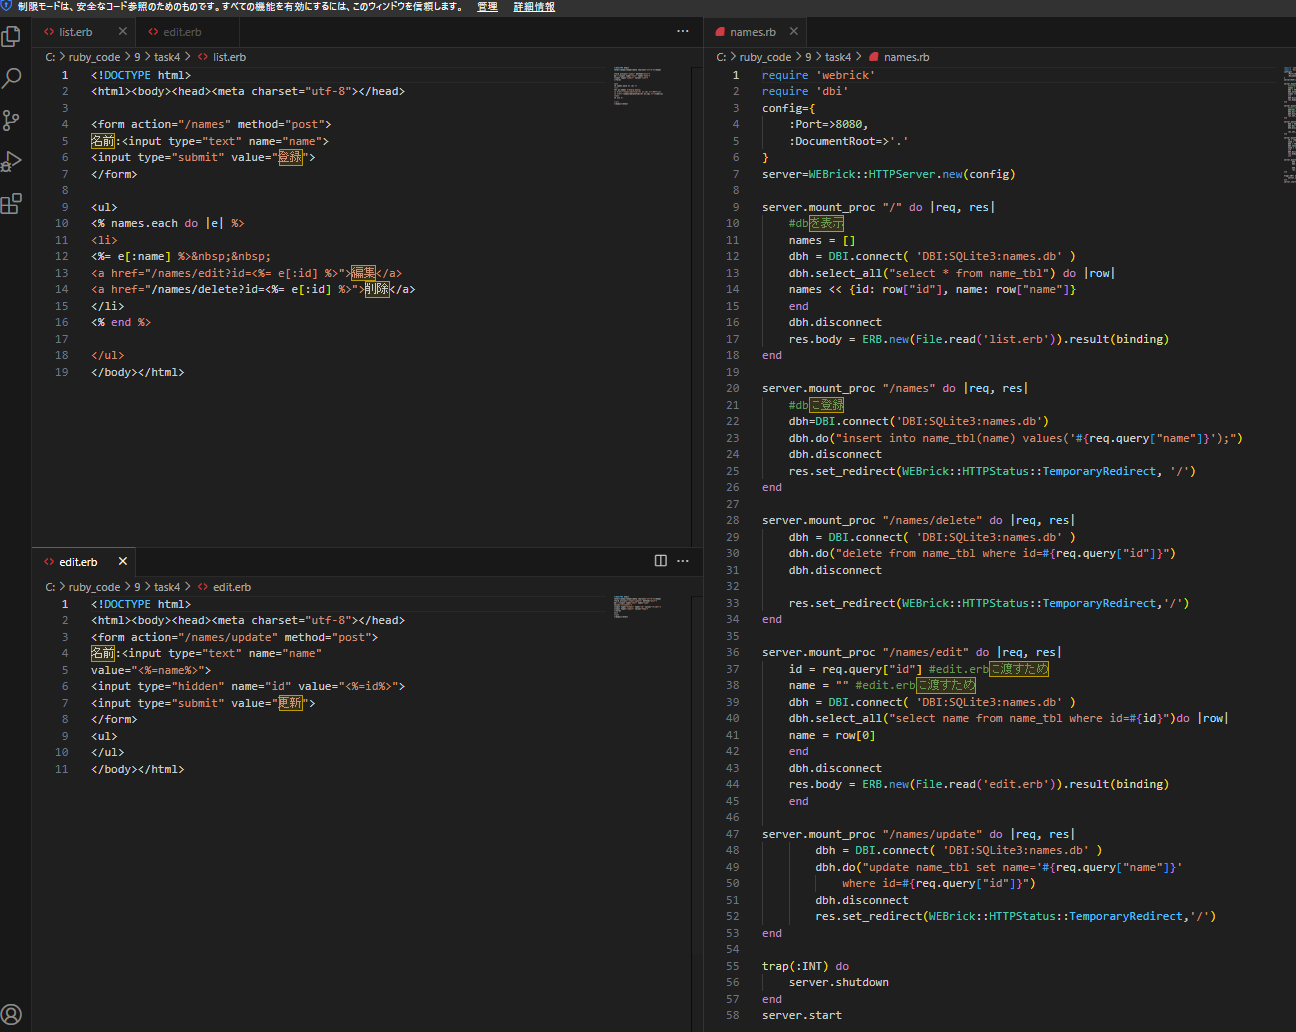 制限モードは、安全なコード参照のためのものです。すべての機能を有効にするには、このウィンドウを信頼します。 管理 詳細情報
list.erb edit.erb
C: > ruby_code > 9 > task4 > list.erb
1 <!DOCTYPE html>
2 <html><body><head><meta charset="utf-8"></head>
3
4 <form action="/names" method="post">
5 名前:<input type="text" name="name">
6 <input type="submit" value="登録">
7 </form>
8
9 <ul>
10 <% names.each do |e| %>
11 <li>
12 <%= e[:name] %>&nbsp;&nbsp;
13 <a href="/names/edit?id=<%= e[:id] %>">編集</a>
14 <a href="/names/delete?id=<%= e[:id] %>">削除</a>
15 </li>
16 <% end %>
17
18 </ul>
19 </body></html>
edit.erb
C: > ruby_code > 9 > task4 > edit.erb
1 <!DOCTYPE html>
2 <html><body><head><meta charset="utf-8"></head>
3 <form action="/names/update" method="post">
4 名前:<input type="text" name="name"
5 value="<%=name%>">
6 <input type="hidden" name="id" value="<%=id%>">
7 <input type="submit" value="更新">
8 </form>
9 <ul>
10 </ul>
11 </body></html>
names.rb
C: > ruby_code > 9 > task4 > names.rb
1 require 'webrick'
2 require 'dbi'
3 config={
4 :Port=>8080,
5 :DocumentRoot=>'.'
6 }
7 server=WEBrick::HTTPServer.new(config)
8
9 server.mount_proc "/" do |req, res|
10 #dbを表示
11 names = []
12 dbh = DBI.connect( 'DBI:SQLite3:names.db' )
13 dbh.select_all("select * from name_tbl") do |row|
14 names << {id: row["id"], name: row["name"]}
15 end
16 dbh.disconnect
17 res.body = ERB.new(File.read('list.erb')).result(binding)
18 end
19
20 server.mount_proc "/names" do |req, res|
21 #dbに登録
22 dbh=DBI.connect('DBI:SQLite3:names.db')
23 dbh.do("insert into name_tbl(name) values('#{req.query["name"]}');")
24 dbh.disconnect
25 res.set_redirect(WEBrick::HTTPStatus::TemporaryRedirect, '/')
26 end
27
28 server.mount_proc "/names/delete" do |req, res|
29 dbh = DBI.connect( 'DBI:SQLite3:names.db' )
30 dbh.do("delete from name_tbl where id=#{req.query["id"]}")
31 dbh.disconnect
32
33 res.set_redirect(WEBrick::HTTPStatus::TemporaryRedirect,'/')
34 end
35
36 server.mount_proc "/names/edit" do |req, res|
37 id = req.query["id"] #edit.erbに渡すため
38 name = "" #edit.erbに渡すため
39 dbh = DBI.connect( 'DBI:SQLite3:names.db' )
40 dbh.select_all("select name from name_tbl where id=#{id}")do |row|
41 name = row[0]
42 end
43 dbh.disconnect
44 res.body = ERB.new(File.read('edit.erb')).result(binding)
45 end
46
47 server.mount_proc "/names/update" do |req, res|
48 dbh = DBI.connect( 'DBI:SQLite3:names.db' )
49 dbh.do("update name_tbl set name='#{req.query["name"]}'
50 where id=#{req.query["id"]}")
51 dbh.disconnect
52 res.set_redirect(WEBrick::HTTPStatus::TemporaryRedirect,'/')
53 end
54
55 trap(:INT) do
56 server.shutdown
57 end
58 server.start